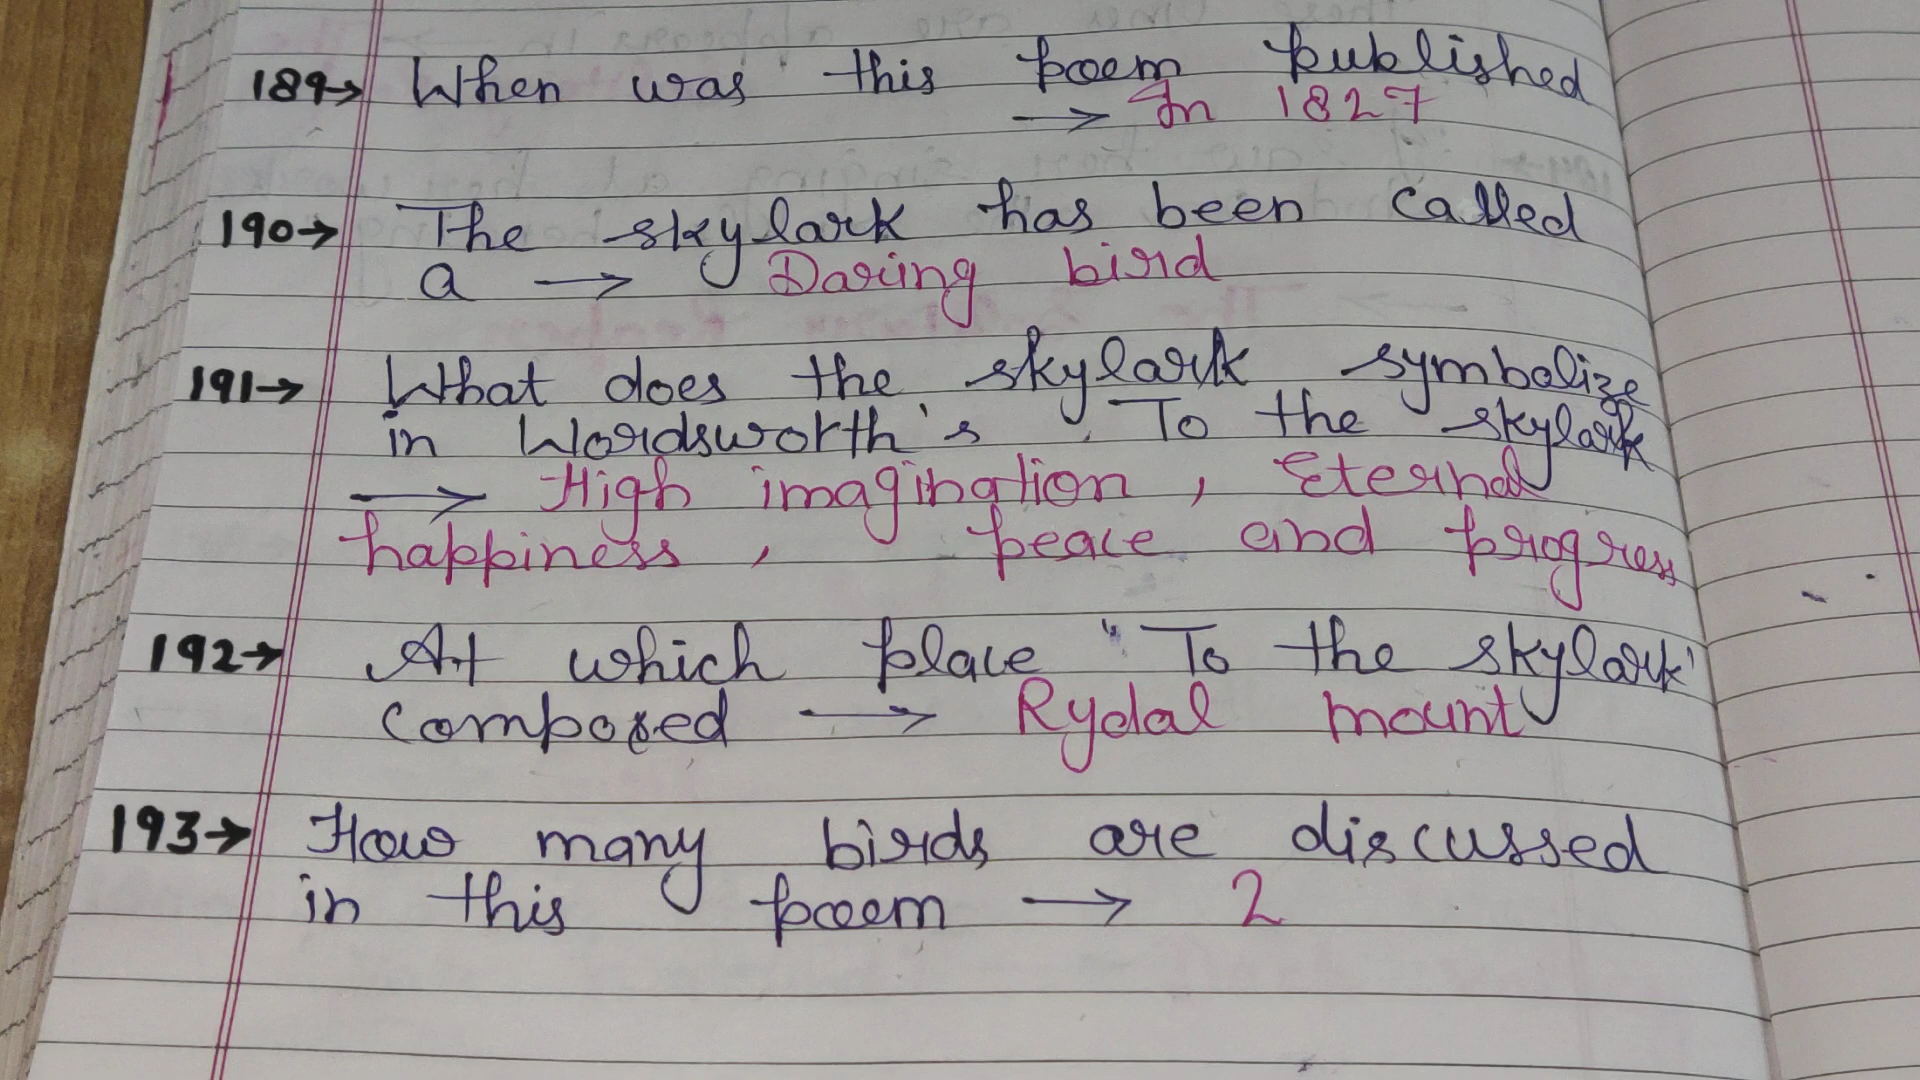 189→ When was this poem published
→ In 1827
190→ The skylark has been called
a → Daring bird
191→ What does the skylark symbolize
in Wordsworth's To the skylark
→ High imagination, Eternal
happiness, peace and progress
192→ At which place "To the skylark'
composed → Rydal mount
193→ How many birds are discussed
in this poem → 2